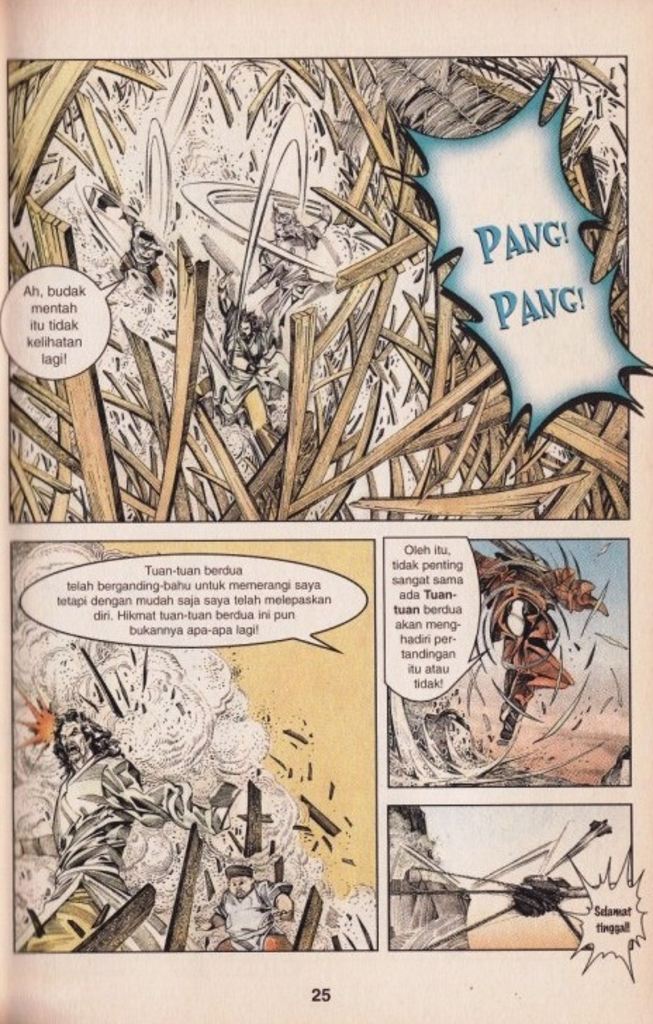 PANG!
PANG!
Ah, budak
mentah
itu tidak
kelihatan
lagi!
Tuan-tuan berdua
telah berganding-bahu untuk memerangi saya
tetapi dengan mudah saja saya telah melepaskan
diri. Hikmat tuan-tuan berdua ini pun
bukannya apa-apa lagi!
Oleh itu,
tidak penting
sangat sama
ada Tuan-
tuan berdua
akan meng-
hadiri per-
tandingan
itu atau
tidak!
Selamat
tinggal!
25